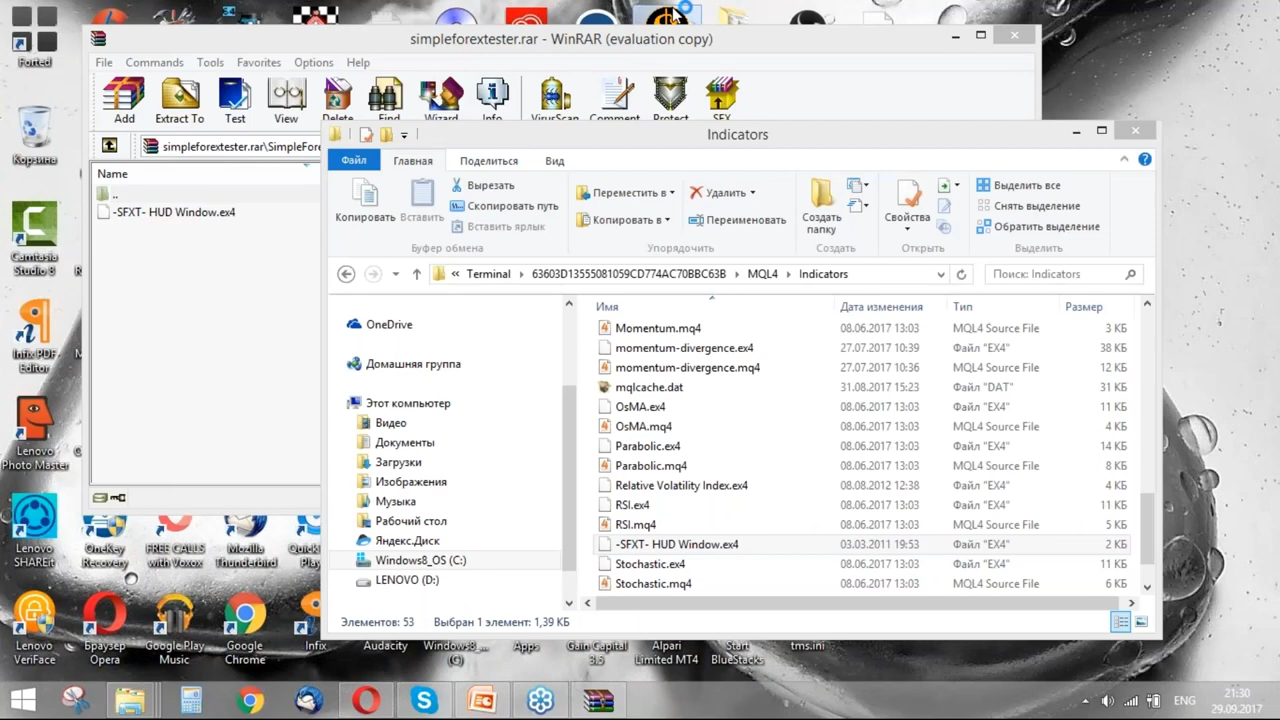 simpleforextester.rar - WinRAR (evaluation copy)
File Commands Tools Favorites Options Help
Add Extract To Test View Delete Find Wizard Info VirusScan Comment Protect SFX
simpleforextester.rar\SimpleFore
Name
..
-SFXT- HUD Window.ex4
Indicators
Файл Главная Поделиться Вид
Копировать
Вставить
Вырезать
Скопировать путь
Вставить ярлык
Переместить в
Копировать в
Удалить
Переименовать
Создать
папку
Свойства
Выделить все
Снять выделение
Обратить выделение
Буфер обмена Упорядочить Создать Открыть Выделить
« Terminal 63603D13555081059CD774AC70BBC63B MQL4 Indicators
Поиск: Indicators
OneDrive
Домашняя группа
Этот компьютер
Видео
Документы
Загрузки
Изображения
Музыка
Рабочий стол
Яндекс.Диск
Windows8_OS (C:)
LENOVO (D:)
Имя Дата изменения Тип Размер
Momentum.mq4 08.06.2017 13:03 MQL4 Source File 3 КБ
momentum-divergence.ex4 27.07.2017 10:39 Файл "EX4" 38 КБ
momentum-divergence.mq4 27.07.2017 10:36 MQL4 Source File 12 КБ
mqlcache.dat 31.08.2017 15:23 Файл "DAT" 31 КБ
OsMA.ex4 08.06.2017 13:03 Файл "EX4" 11 КБ
OsMA.mq4 08.06.2017 13:03 MQL4 Source File 4 КБ
Parabolic.ex4 08.06.2017 13:03 Файл "EX4" 14 КБ
Parabolic.mq4 08.06.2017 13:03 MQL4 Source File 8 КБ
Relative Volatility Index.ex4 08.08.2012 12:38 Файл "EX4" 4 КБ
RSI.ex4 08.06.2017 13:03 Файл "EX4" 11 КБ
RSI.mq4 08.06.2017 13:03 MQL4 Source File 5 КБ
-SFXT- HUD Window.ex4 03.03.2011 19:53 Файл "EX4" 2 КБ
Stochastic.ex4 08.06.2017 13:03 Файл "EX4" 11 КБ
Stochastic.mq4 08.06.2017 13:03 MQL4 Source File 6 КБ
Элементов: 53 Выбран 1 элемент: 1,39 КБ
Forted
Корзина
Camtasia
Studio 8
Infix PDF
Editor
Lenovo
Photo Master
Lenovo
SHAREit
OneKey
Recovery
FREE CALLS
with Voxox
Mozilla
Thunderbird
Lenovo
VeriFace
Браузер
Opera
Google Play
Music
Google
Chrome
Infix
Audacity
Windows8_...
(C)
Apps
Gain Capital
3.5
Alpari
Limited MT4
Start
BlueStacks
tms.ini
ENG
21:30
29.09.2017